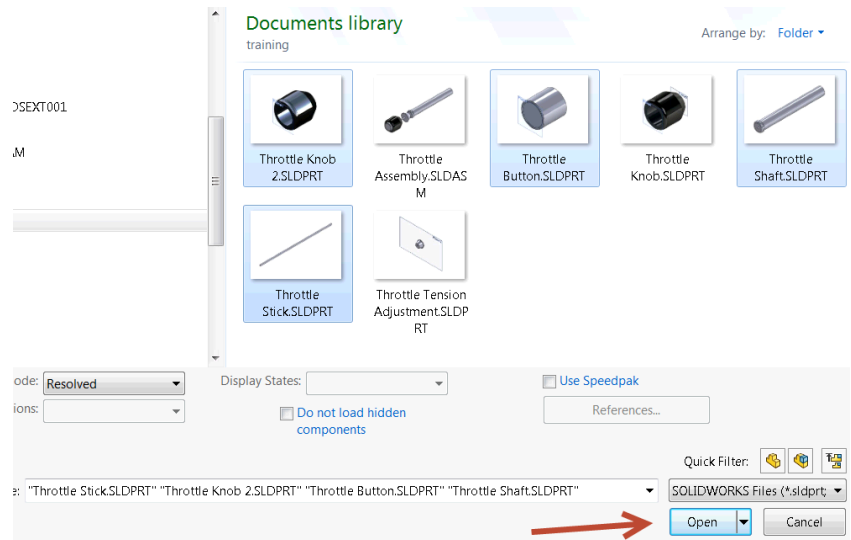 Documents library
training
Arrange by: Folder
OSEXT001
AM
Throttle Knob
2.SLDPRT
Throttle
Assembly.SLDAS
M
Throttle
Button.SLDPRT
Throttle
Knob.SLDPRT
Throttle
Shaft.SLDPRT
Throttle
Stick.SLDPRT
Throttle Tension
Adjustment.SLDP
RT
ode: Resolved
Display States:
Use Speedpak
ions:
Do not load hidden
components
References...
Quick Filter:
e: "Throttle Stick.SLDPRT" "Throttle Knob 2.SLDPRT" "Throttle Button.SLDPRT" "Throttle Shaft.SLDPRT"
SOLIDWORKS Files (*.sldprt;
Open
Cancel